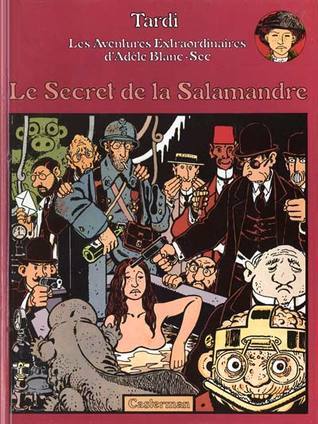 Tardi
Les Aventures Extraordinaires
d'Adèle Blanc-Sec
Le Secret de la Salamandre
Casterman